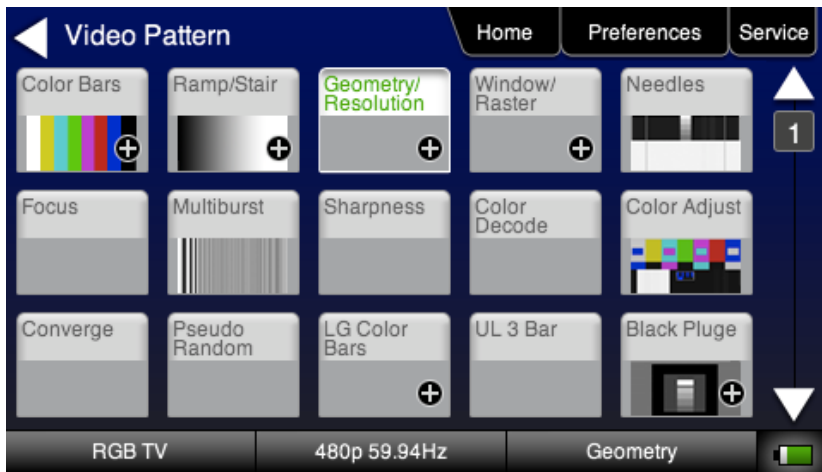 Video Pattern
Home
Preferences
Service
Color Bars
Ramp/Stair
Geometry/
Resolution
Window/
Raster
Needles
1
Focus
Multiburst
Sharpness
Color
Decode
Color Adjust
Converge
Pseudo
Random
LG Color
Bars
UL 3 Bar
Black Pluge
RGB TV
480p 59.94Hz
Geometry